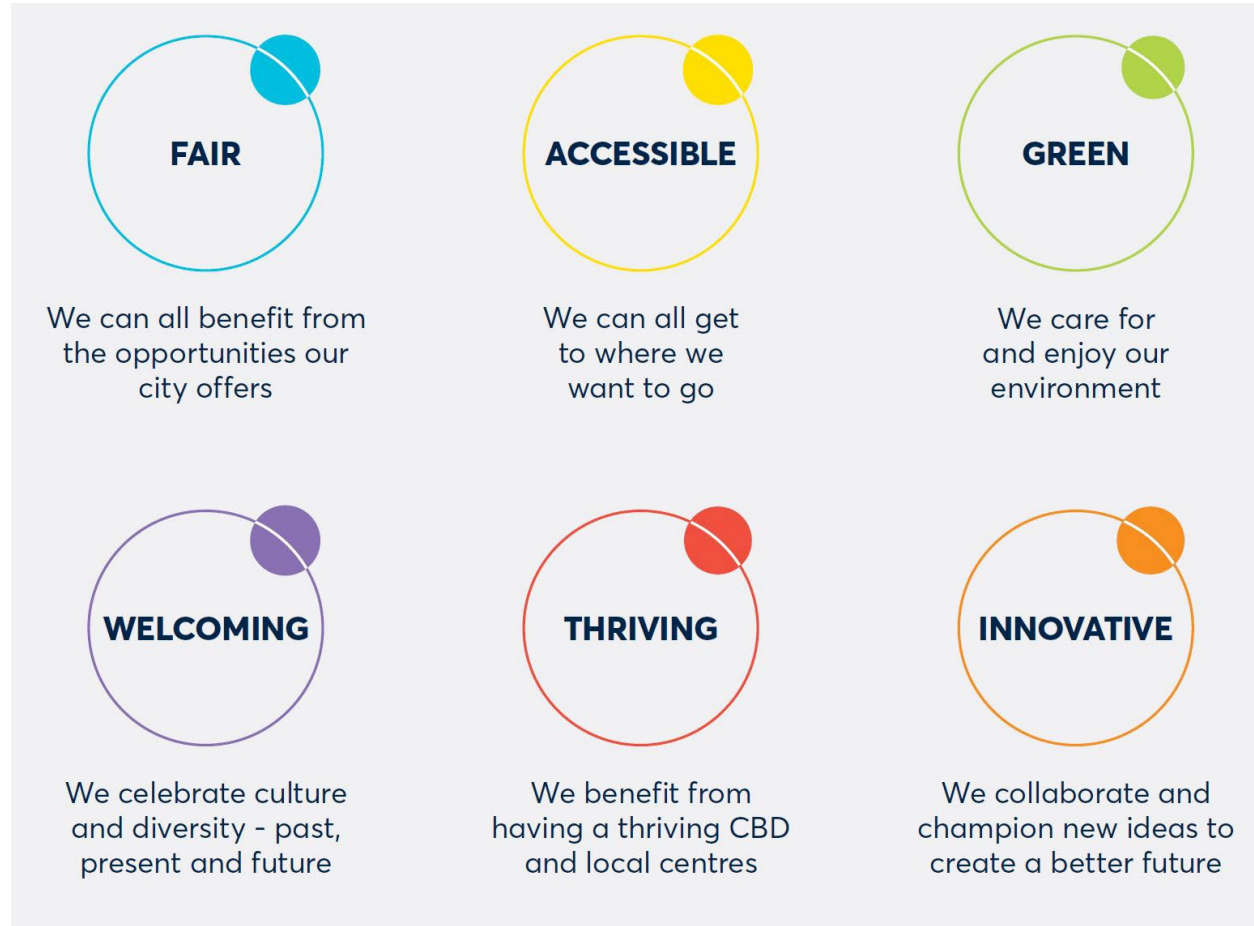 FAIR
We can all benefit from
the opportunities our
city offers
ACCESSIBLE
We can all get
to where we
want to go
GREEN
We care for
and enjoy our
environment
WELCOMING
We celebrate culture
and diversity - past,
present and future
THRIVING
We benefit from
having a thriving CBD
and local centres
INNOVATIVE
We collaborate and
champion new ideas to
create a better future